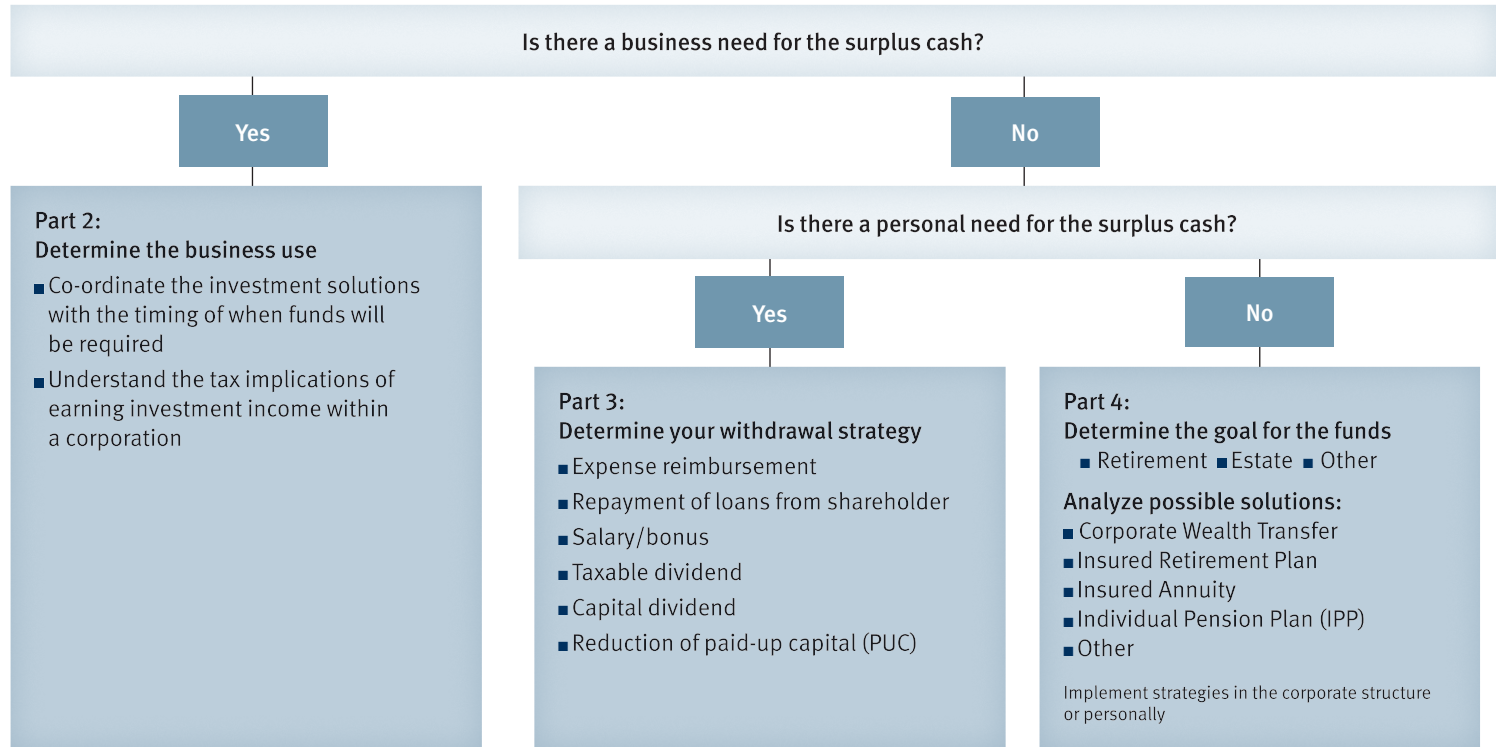 Is there a business need for the surplus cash?
Yes
No
Part 2:
Determine the business use
■ Co-ordinate the investment solutions
with the timing of when funds will
be required
■ Understand the tax implications of
earning investment income within
a corporation
Is there a personal need for the surplus cash?
Yes
No
Part 3:
Determine your withdrawal strategy
■ Expense reimbursement
■ Repayment of loans from shareholder
■ Salary/bonus
■ Taxable dividend
■ Capital dividend
■ Reduction of paid-up capital (PUC)
Part 4:
Determine the goal for the funds
■ Retirement ■ Estate ■ Other
Analyze possible solutions:
■ Corporate Wealth Transfer
■ Insured Retirement Plan
■ Insured Annuity
■ Individual Pension Plan (IPP)
■ Other
Implement strategies in the corporate structure
or personally